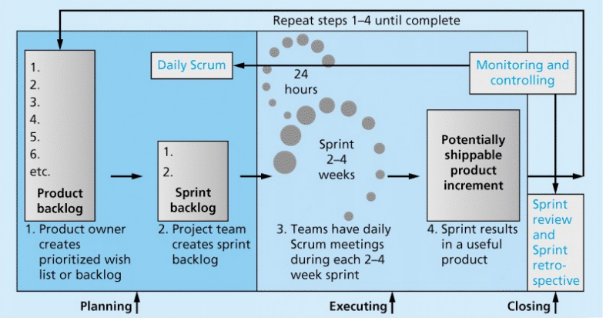 Repeat steps 1–4 until complete
1.
2.
3.
4.
5.
6.
etc.
Product
backlog
Daily Scrum
24
hours
Monitoring and
controlling
1.
2.
Sprint
backlog
Sprint
2–4
weeks
Potentially
shippable
product
increment
1. Product owner
creates
prioritized wish
list or backlog
2. Project team
creates sprint
backlog
3. Teams have daily
Scrum meetings
during each 2–4
week sprint
4. Sprint results
in a useful
product
Sprint
review
and
Sprint
retro-
spective
Planning
Executing
Closing